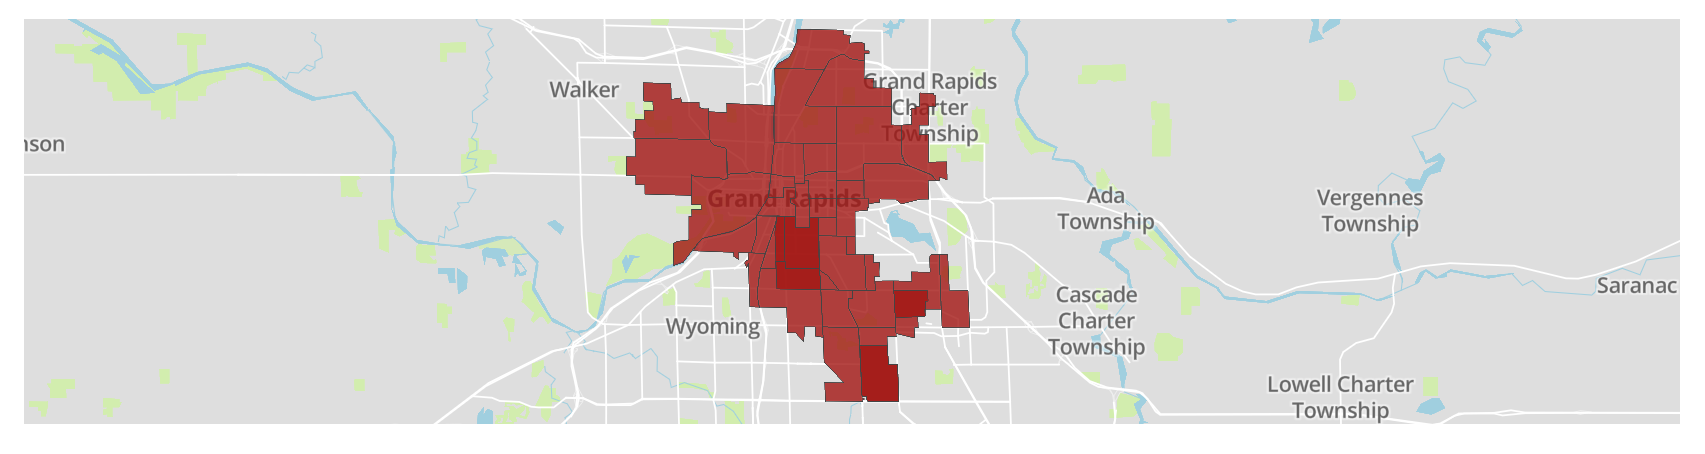 Walker
Grand Rapids
Charter
Township
nson
Grand Rapids
Ada
Township
Vergennes
Township
Saranac
Cascade
Charter
Township
Wyoming
Lowell Charter
Township